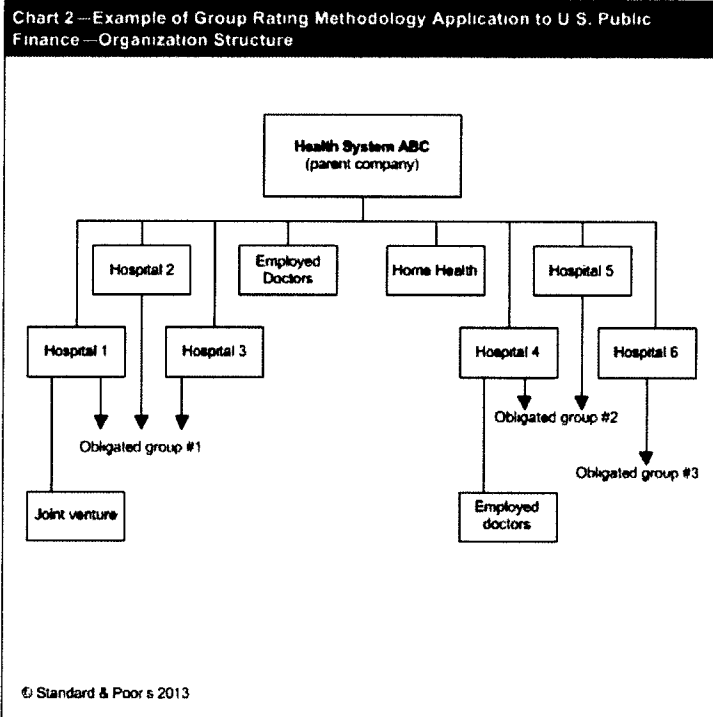 Chart 2—Example of Group Rating Methodology Application to U S. Public
Finance—Organization Structure
Health System ABC
(parent company)
Hospital 2
Employed
Doctors
Home Health
Hospital 5
Hospital 1
Hospital 3
Hospital 4
Hospital 6
Obligated group #1
Obligated group #2
Obligated group #3
Joint venture
Employed
doctors
© Standard & Poor s 2013